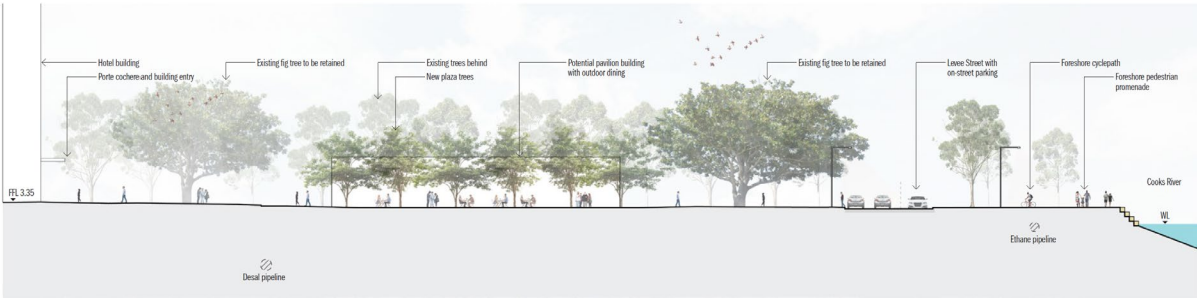 Hotel building
Porte cochere and building entry
Existing fig tree to be retained
Existing trees behind
New plaza trees
Potential pavilion building
with outdoor dining
Existing fig tree to be retained
Levee Street with
on-street parking
Foreshore cyclepath
Foreshore pedestrian
promenade
FFL 3.35
Cooks River
WL
Ethane pipeline
Desal pipeline